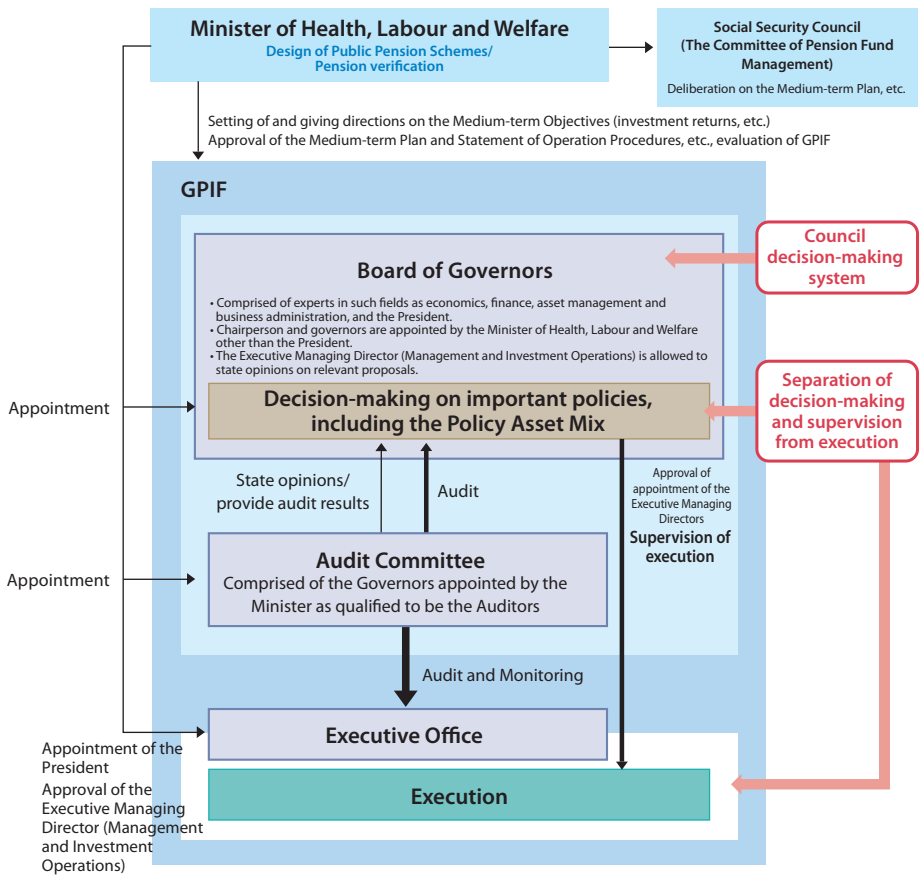 Minister of Health, Labour and Welfare
Design of Public Pension Schemes/
Pension verification
Social Security Council
(The Committee of Pension Fund
Management)
Deliberation on the Medium-term Plan, etc.
Setting of and giving directions on the Medium-term Objectives (investment returns, etc.)
Approval of the Medium-term Plan and Statement of Operation Procedures, etc., evaluation of GPIF
GPIF
Board of Governors
• Comprised of experts in such fields as economics, finance, asset management and
business administration, and the President.
• Chairperson and governors are appointed by the Minister of Health, Labour and Welfare
other than the President.
• The Executive Managing Director (Management and Investment Operations) is allowed to
state opinions on relevant proposals.
Council
decision-making
system
Appointment
Decision-making on important policies,
including the Policy Asset Mix
Separation of
decision-making
and supervision
from execution
State opinions/
provide audit results
Audit
Approval of
appointment of the
Executive Managing
Directors
Supervision of
execution
Appointment
Audit Committee
Comprised of the Governors appointed by the
Minister as qualified to be the Auditors
Audit and Monitoring
Executive Office
Appointment of the
President
Approval of the
Executive Managing
Director (Management
and Investment
Operations)
Execution